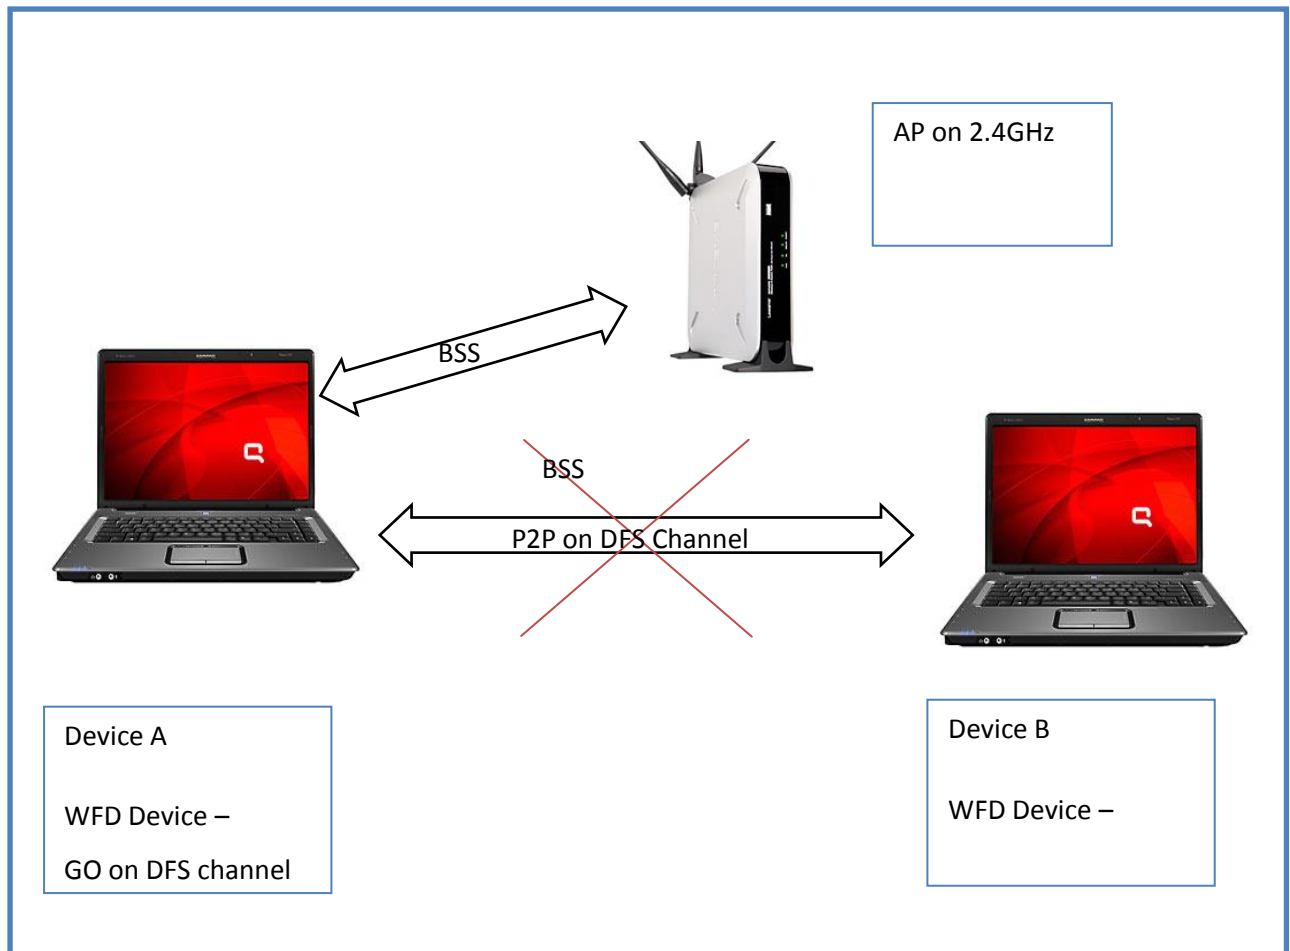 AP on 2.4GHz
BSS
BSS
P2P on DFS Channel
Device A
WFD Device –
GO on DFS channel
Device B
WFD Device –